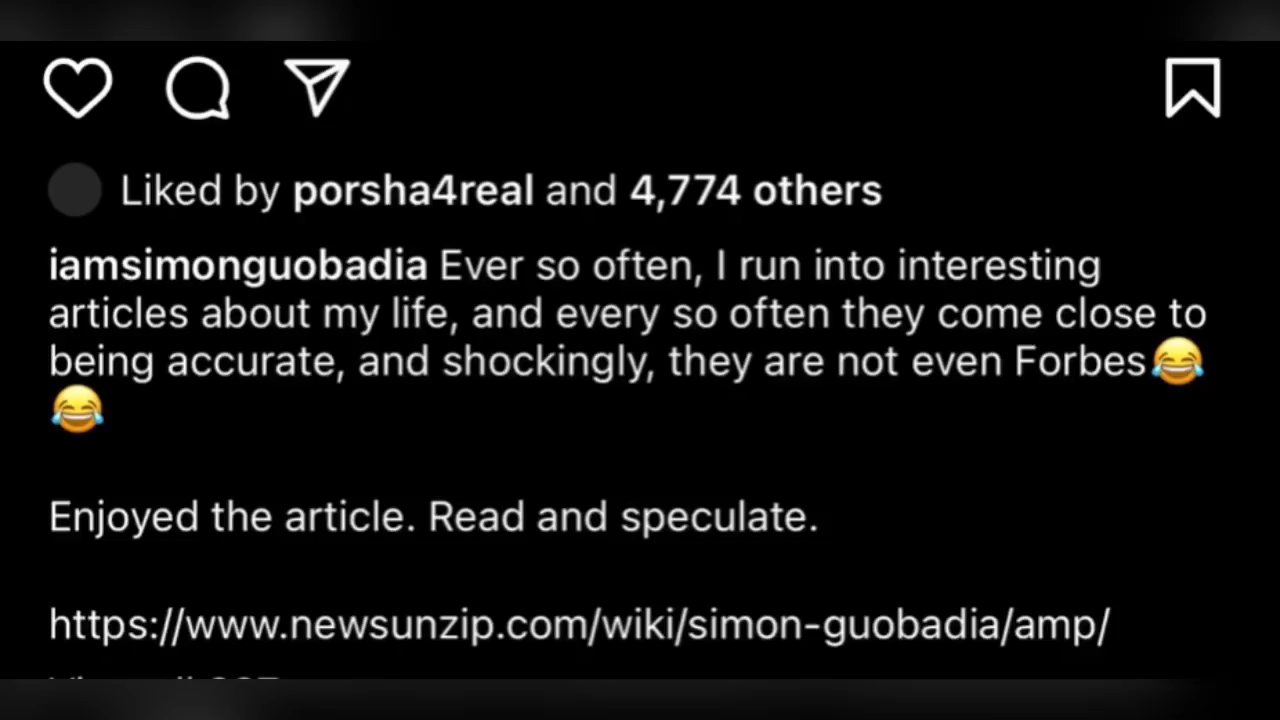 Liked by porsha4real and 4,774 others
iamsimonguobadia Ever so often, I run into interesting
articles about my life, and every so often they come close to
being accurate, and shockingly, they are not even Forbes😂
😂
Enjoyed the article. Read and speculate.
https://www.newsunzip.com/wiki/simon-guobadia/amp/